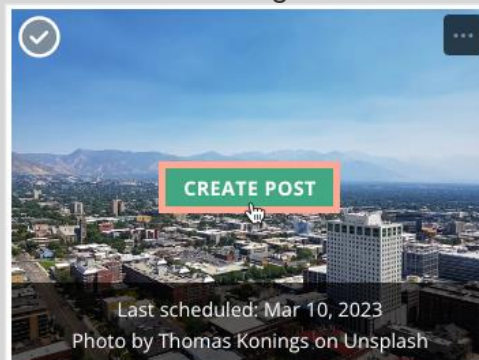 CREATE POST
Last scheduled: Mar 10, 2023
Photo by Thomas Konings on Unsplash